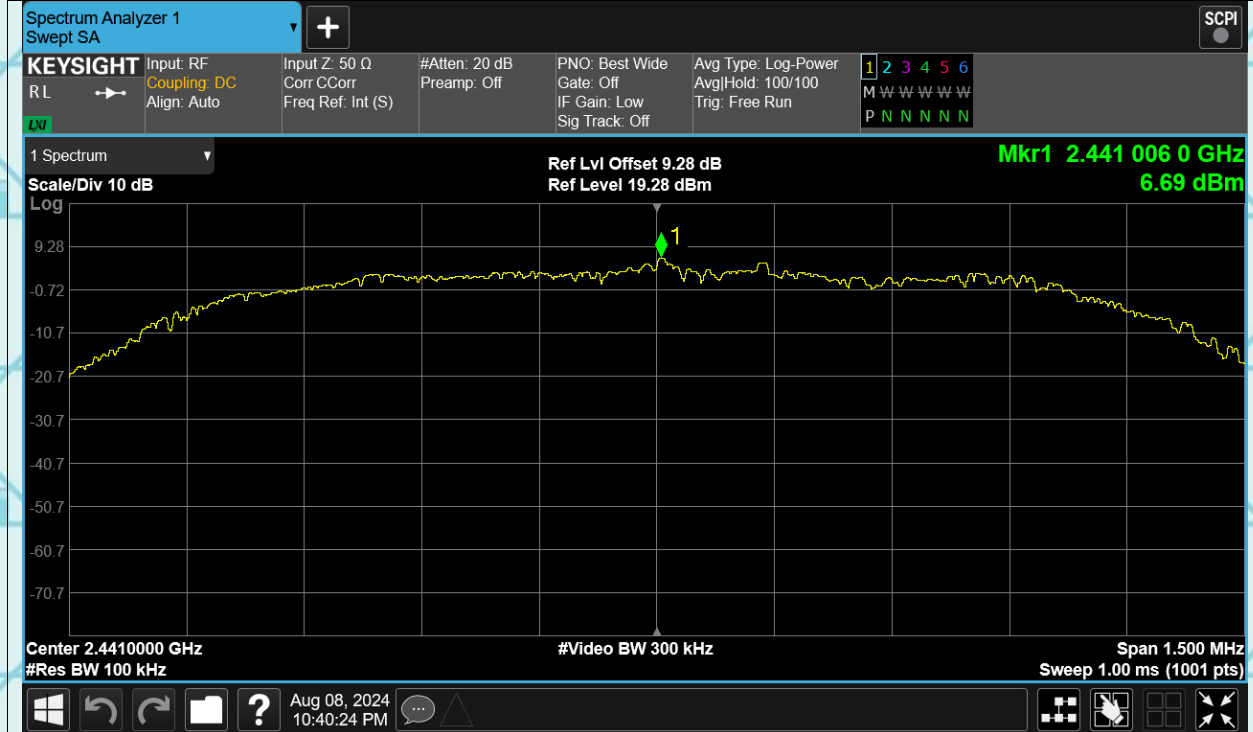 Spectrum Analyzer 1
Swept SA
+
SCPI
KEYSIGHT
R L
LXI
Input: RF
Coupling: DC
Align: Auto
Input Z: 50 Ω
Corr CCorr
Freq Ref: Int (S)
#Atten: 20 dB
Preamp: Off
PNO: Best Wide
Gate: Off
IF Gain: Low
Sig Track: Off
Avg Type: Log-Power
Avg|Hold: 100/100
Trig: Free Run
1 2 3 4 5 6
M W W W W W
P N N N N N
1 Spectrum
Scale/Div 10 dB
Log
Ref Lvl Offset 9.28 dB
Ref Level 19.28 dBm
Mkr1 2.441 006 0 GHz
6.69 dBm
1
9.28
-0.72
-10.7
-20.7
-30.7
-40.7
-50.7
-60.7
-70.7
Center 2.4410000 GHz
#Res BW 100 kHz
#Video BW 300 kHz
Span 1.500 MHz
Sweep 1.00 ms (1001 pts)
?
Aug 08, 2024
10:40:24 PM